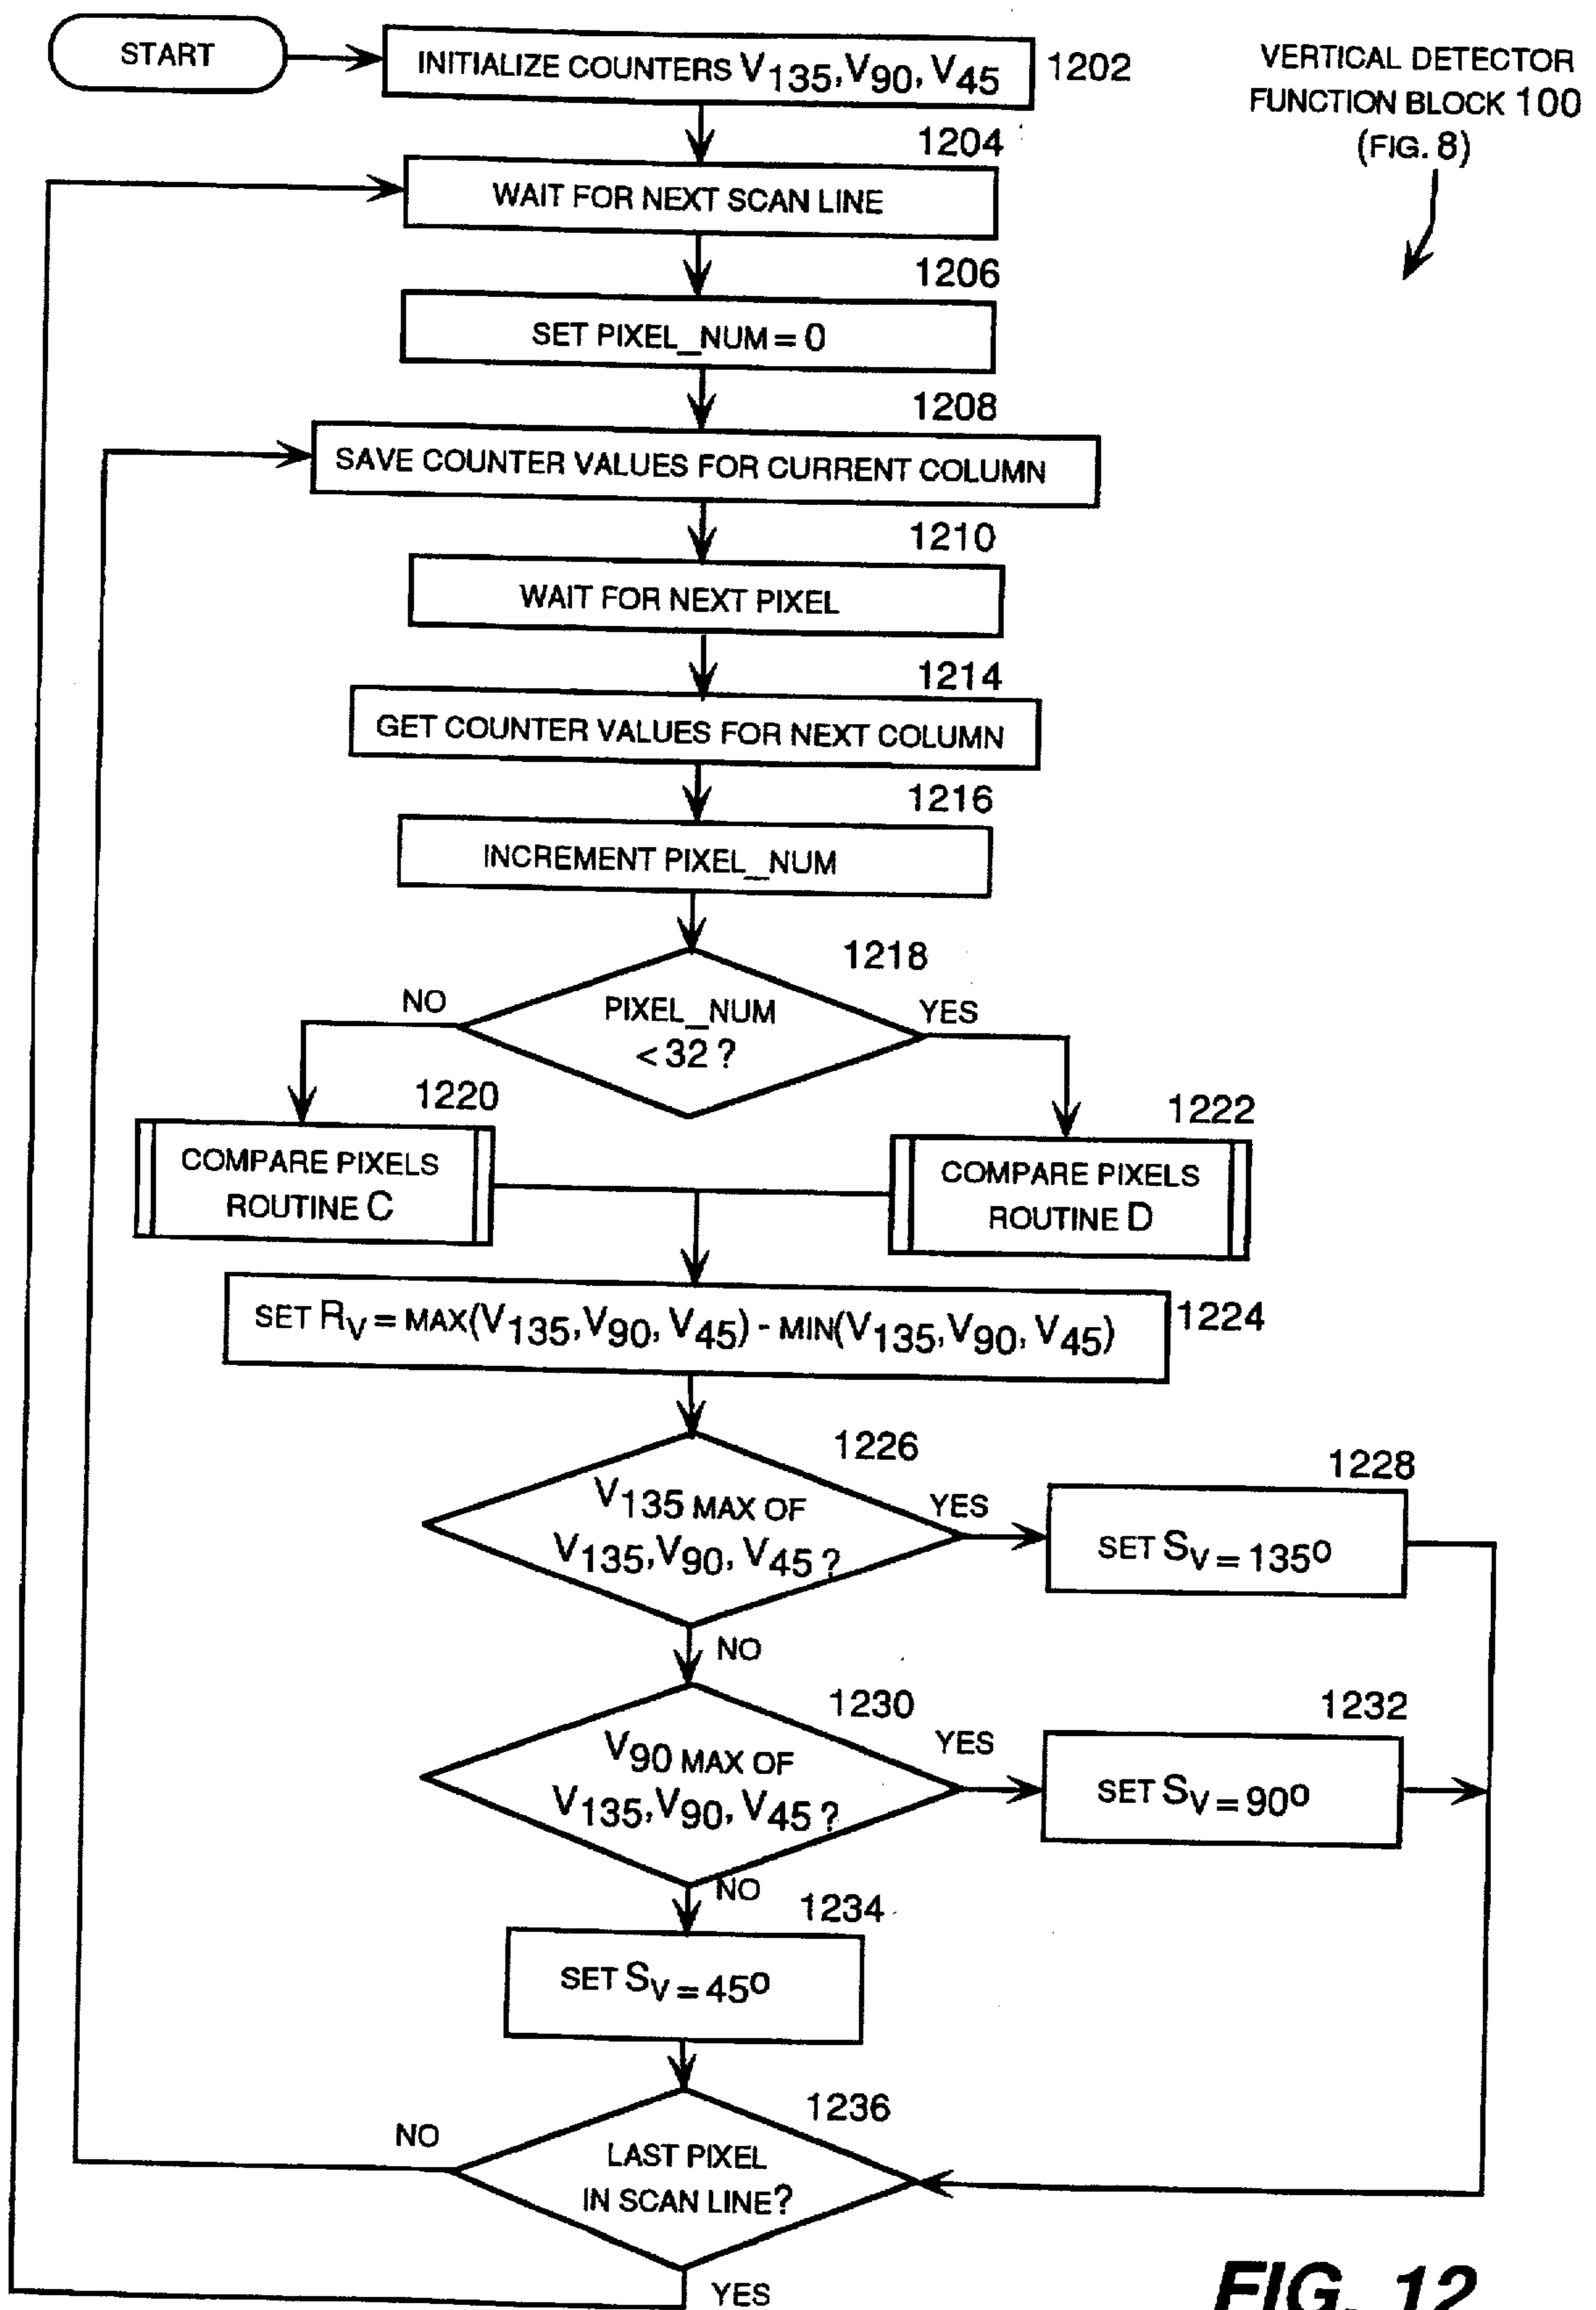 START
INITIALIZE COUNTERS V135, V90, V45
1202
VERTICAL DETECTOR
FUNCTION BLOCK 100
(FIG. 8)
1204
WAIT FOR NEXT SCAN LINE
1206
SET PIXEL_NUM = 0
1208
SAVE COUNTER VALUES FOR CURRENT COLUMN
1210
WAIT FOR NEXT PIXEL
1214
GET COUNTER VALUES FOR NEXT COLUMN
1216
INCREMENT PIXEL_NUM
1218
NO
PIXEL_NUM
< 32 ?
YES
1220
COMPARE PIXELS
ROUTINE C
1222
COMPARE PIXELS
ROUTINE D
SET RV = MAX(V135, V90, V45) - MIN(V135, V90, V45)
1224
1226
V135 MAX OF
V135, V90, V45 ?
YES
1228
SET SV = 135º
NO
1230
V90 MAX OF
V135, V90, V45 ?
YES
1232
SET SV = 90º
NO
1234
SET SV = 45º
1236
NO
LAST PIXEL
IN SCAN LINE?
YES
FIG. 12